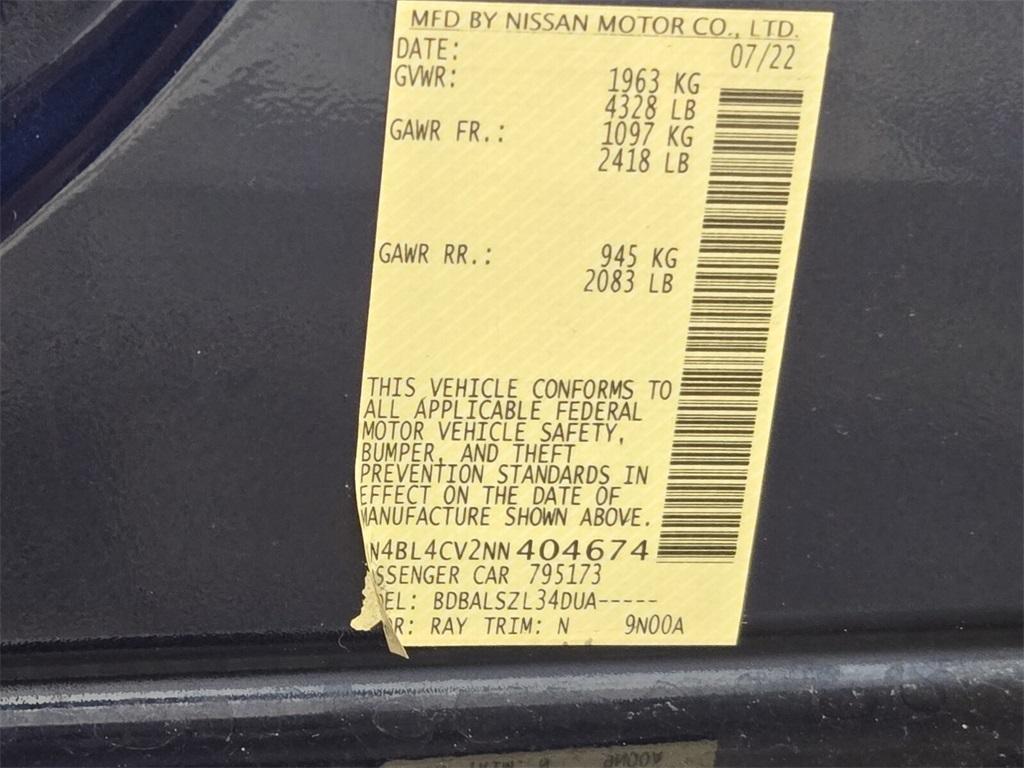 MFD BY NISSAN MOTOR CO., LTD.
DATE: 07/22
GVWR: 1963 KG
4328 LB
GAWR FR.: 1097 KG
2418 LB
GAWR RR.: 945 KG
2083 LB
THIS VEHICLE CONFORMS TO
ALL APPLICABLE FEDERAL
MOTOR VEHICLE SAFETY,
BUMPER, AND THEFT
PREVENTION STANDARDS IN
EFFECT ON THE DATE OF
MANUFACTURE SHOWN ABOVE.
N4BL4CV2NN404674
SSENGER CAR 795173
EL: BDBALSZL34DUA-----
R: RAY TRIM: N 9N00A